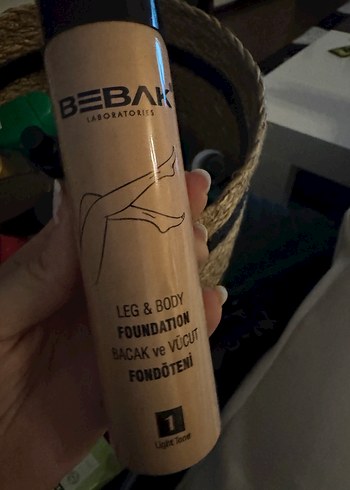 BEBAK
LABORATORIES
LEG & BODY
FOUNDATION
BACAK ve VÜCUT
FONDÖTENİ
1
Light Tone